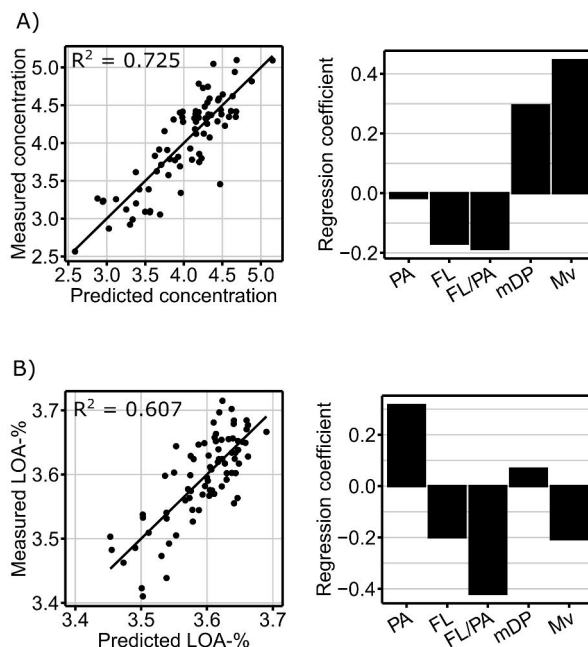 A)
R² = 0.725
Measured concentration
5.0
4.5
4.0
3.5
3.0
2.5
2.5 3.0 3.5 4.0 4.5 5.0
Predicted concentration
Regression coefficient
0.4
0.2
0.0
−0.2
PA FL FL/PA mDP Mv
B)
R² = 0.607
Measured LOA-%
3.7
3.6
3.5
3.4
3.4 3.5 3.6 3.7
Predicted LOA-%
Regression coefficient
0.2
0.0
−0.2
−0.4
PA FL FL/PA mDP Mv